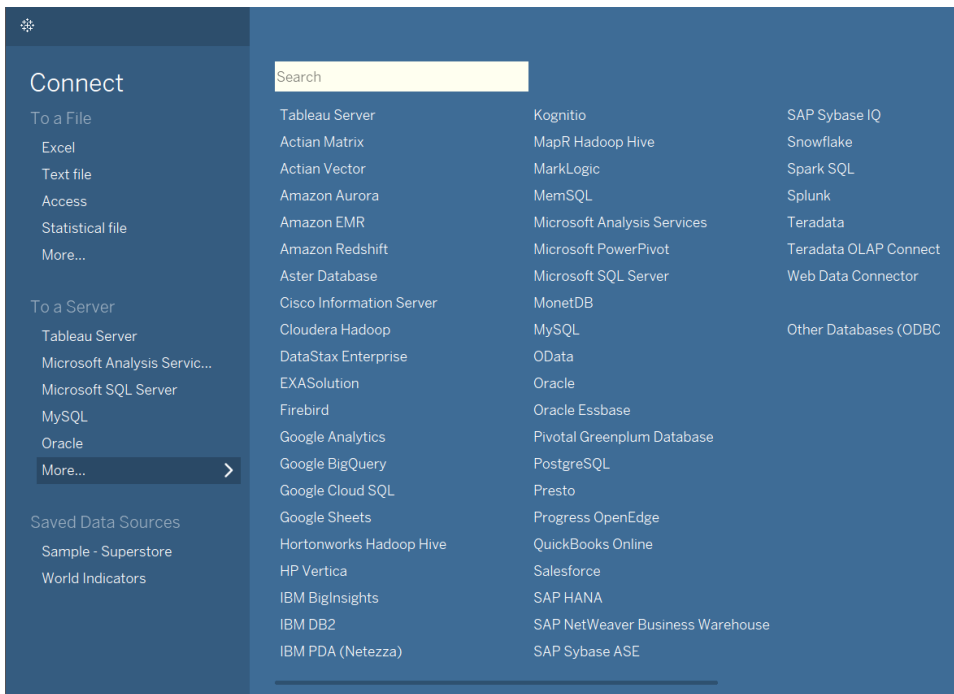 Connect
To a File
Excel
Text file
Access
Statistical file
More...
To a Server
Tableau Server
Microsoft Analysis Servic...
Microsoft SQL Server
MySQL
Oracle
More...
Saved Data Sources
Sample - Superstore
World Indicators
Search
Tableau Server
Actian Matrix
Actian Vector
Amazon Aurora
Amazon EMR
Amazon Redshift
Aster Database
Cisco Information Server
Cloudera Hadoop
DataStax Enterprise
EXASolution
Firebird
Google Analytics
Google BigQuery
Google Cloud SQL
Google Sheets
Hortonworks Hadoop Hive
HP Vertica
IBM BigInsights
IBM DB2
IBM PDA (Netezza)
Kognitio
MapR Hadoop Hive
MarkLogic
MemSQL
Microsoft Analysis Services
Microsoft PowerPivot
Microsoft SQL Server
MonetDB
MySQL
OData
Oracle
Oracle Essbase
Pivotal Greenplum Database
PostgreSQL
Presto
Progress OpenEdge
QuickBooks Online
Salesforce
SAP HANA
SAP NetWeaver Business Warehouse
SAP Sybase ASE
SAP Sybase IQ
Snowflake
Spark SQL
Splunk
Teradata
Teradata OLAP Connect
Web Data Connector
Other Databases (ODBC